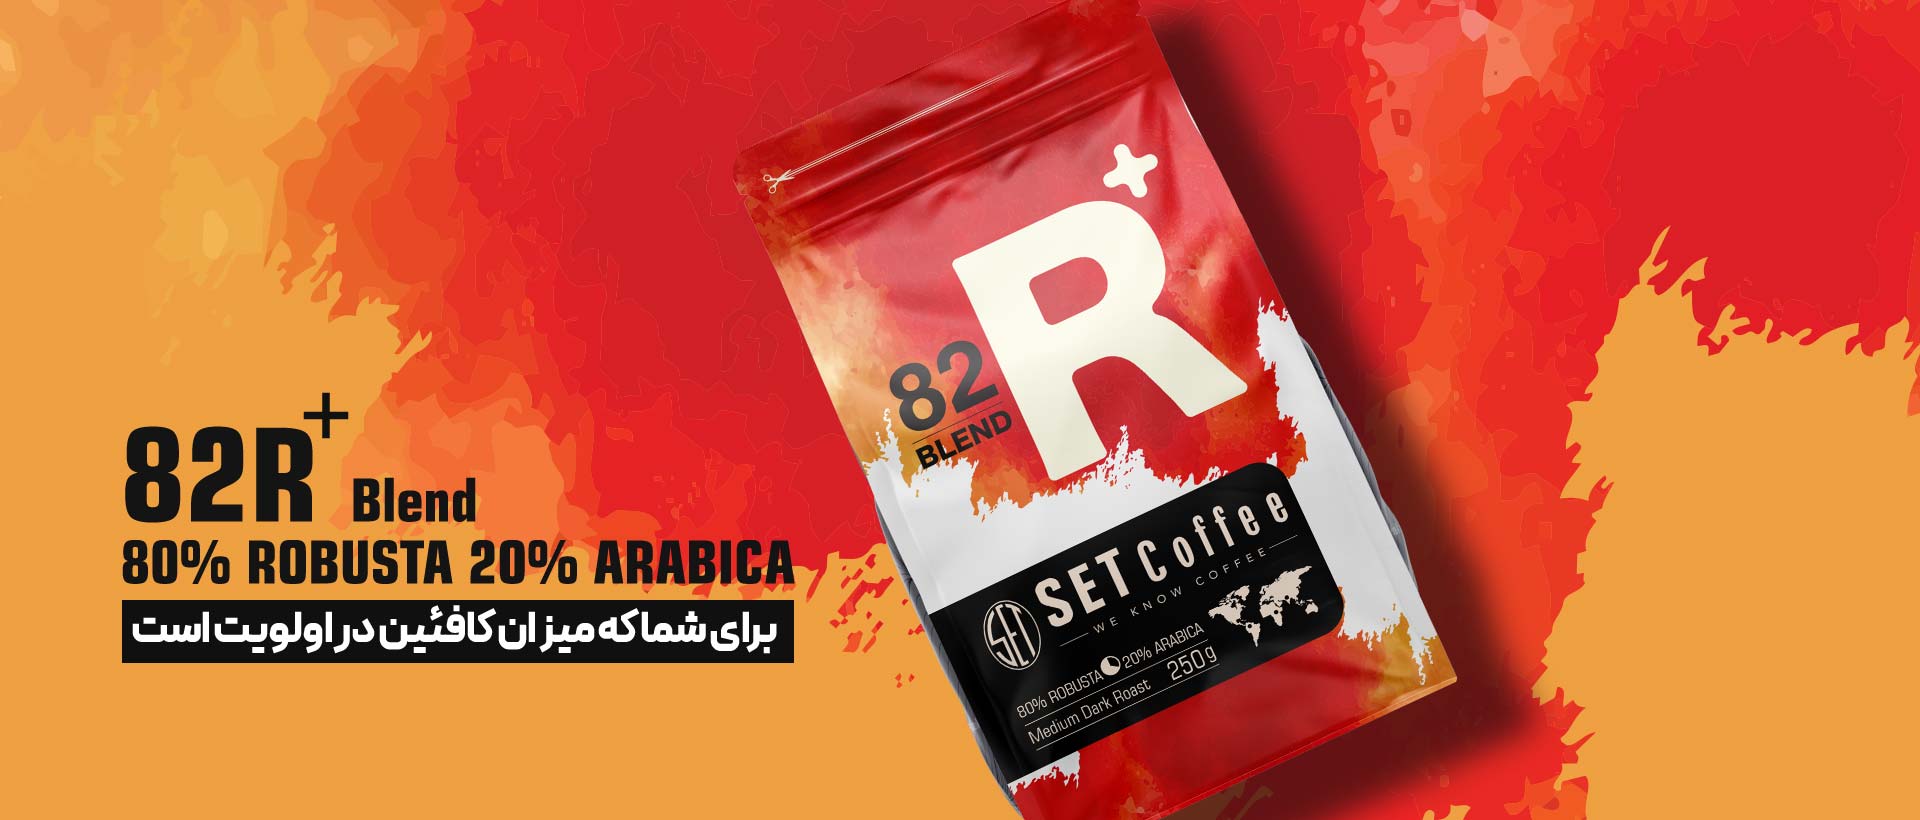 82R+ Blend
80% ROBUSTA 20% ARABICA
برای شما که میزان کافئین در اولویت است
R+
82
BLEND
SET
SET Coffee
WE KNOW COFFEE
80% ROBUSTA 20% ARABICA
Medium Dark Roast 250g